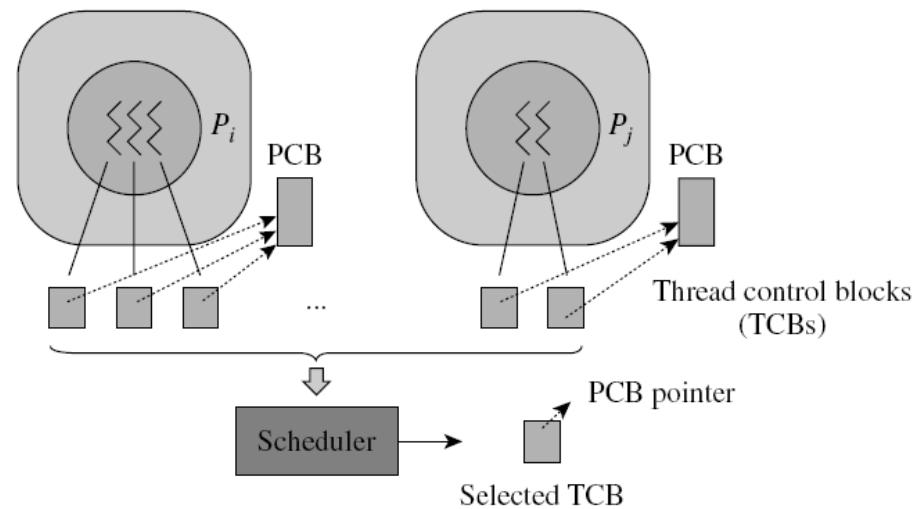 P_i
PCB
P_j
PCB
...
Thread control blocks
(TCBs)
PCB pointer
Scheduler
Selected TCB